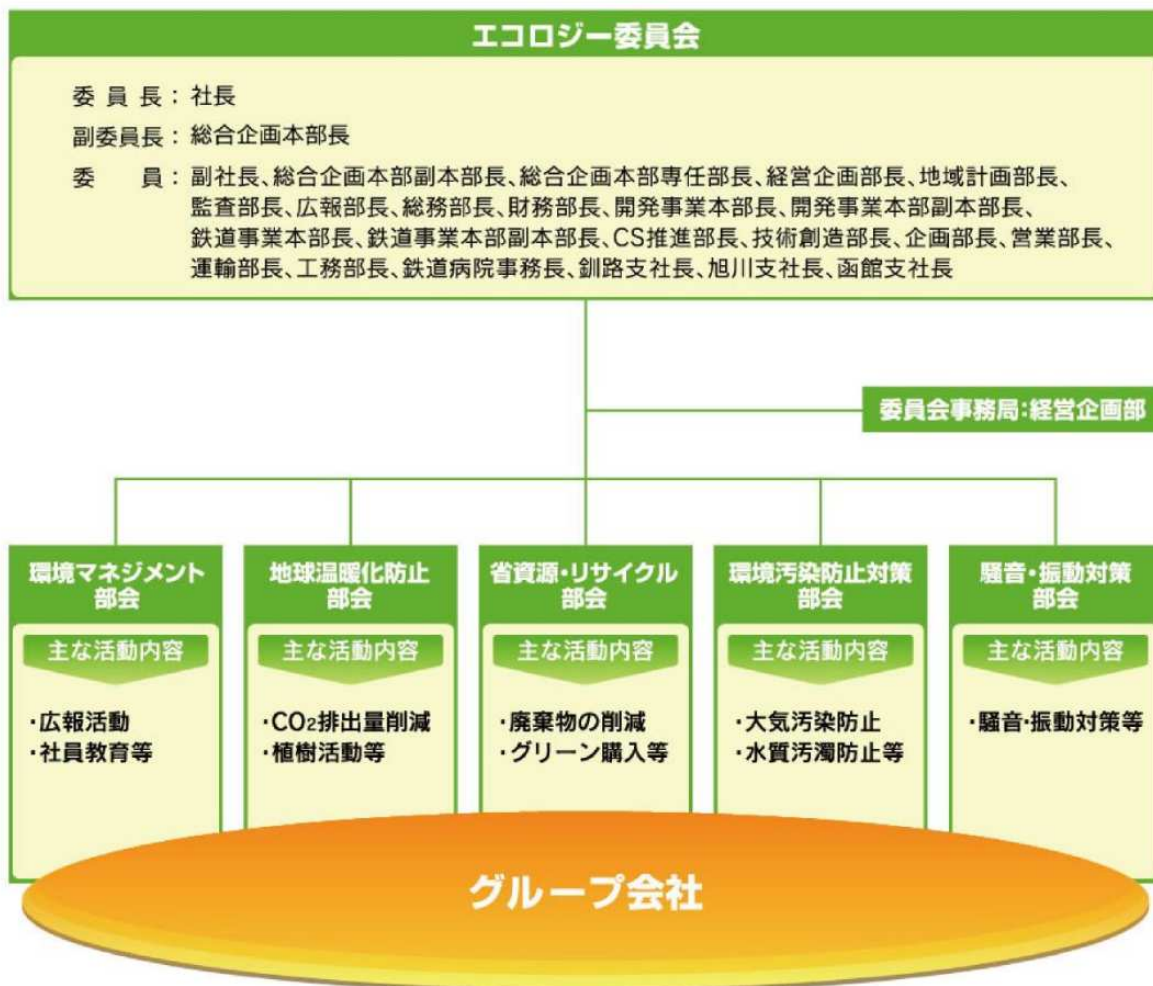 エコロジー委員会
委員長：社長
副委員長：総合企画本部長
委員：副社長、総合企画本部副本部長、総合企画本部専任部長、経営企画部長、地域計画部長、
監査部長、広報部長、総務部長、財務部長、開発事業本部長、開発事業本部副本部長、
鉄道事業本部長、鉄道事業本部副本部長、CS推進部長、技術創造部長、企画部長、営業部長、
運輸部長、工務部長、鉄道病院事務長、釧路支社長、旭川支社長、函館支社長
委員会事務局：経営企画部
環境マネジメント
部会
主な活動内容
・広報活動
・社員教育等
地球温暖化防止
部会
主な活動内容
・CO₂排出量削減
・植樹活動等
省資源・リサイクル
部会
主な活動内容
・廃棄物の削減
・グリーン購入等
環境汚染防止対策
部会
主な活動内容
・大気汚染防止
・水質汚濁防止等
騒音・振動対策
部会
主な活動内容
・騒音・振動対策等
グループ会社